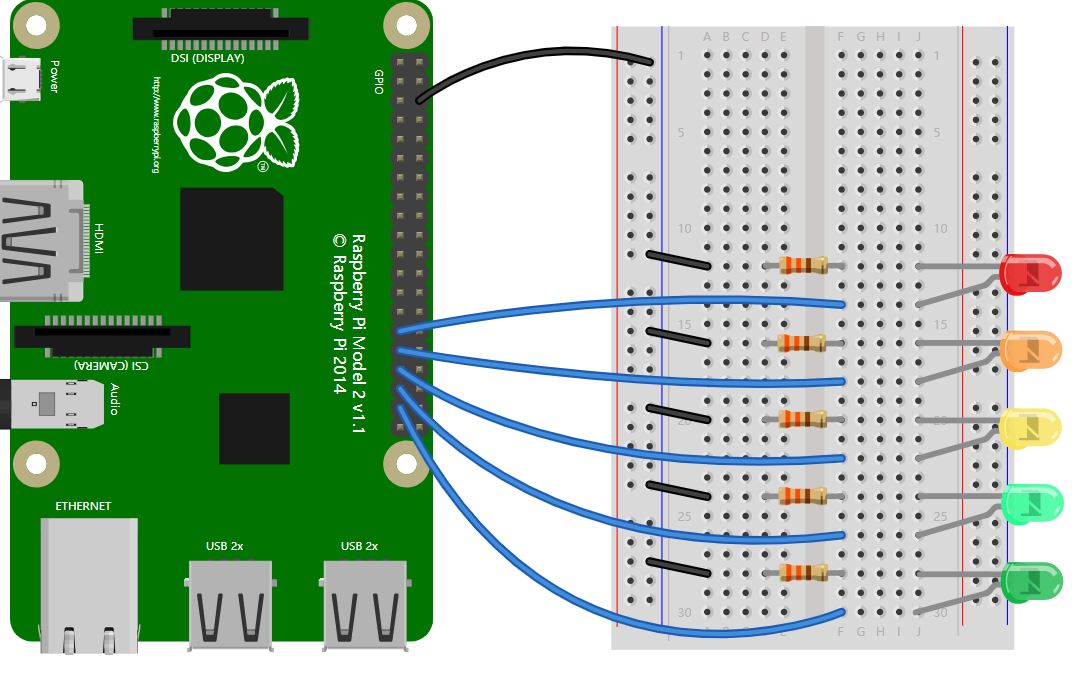 DSI (DISPLAY)
Power
GPIO
http://www.raspberrypi.org
TM
HDMI
Raspberry Pi Model 2 v1.1
© Raspberry Pi 2014
CSI (CAMERA)
Audio
ETHERNET
USB 2x
USB 2x
A B C D E F G H I J
1 1
5 5
10 10
15 15
20 20
25 25
30 30
E F G H I J